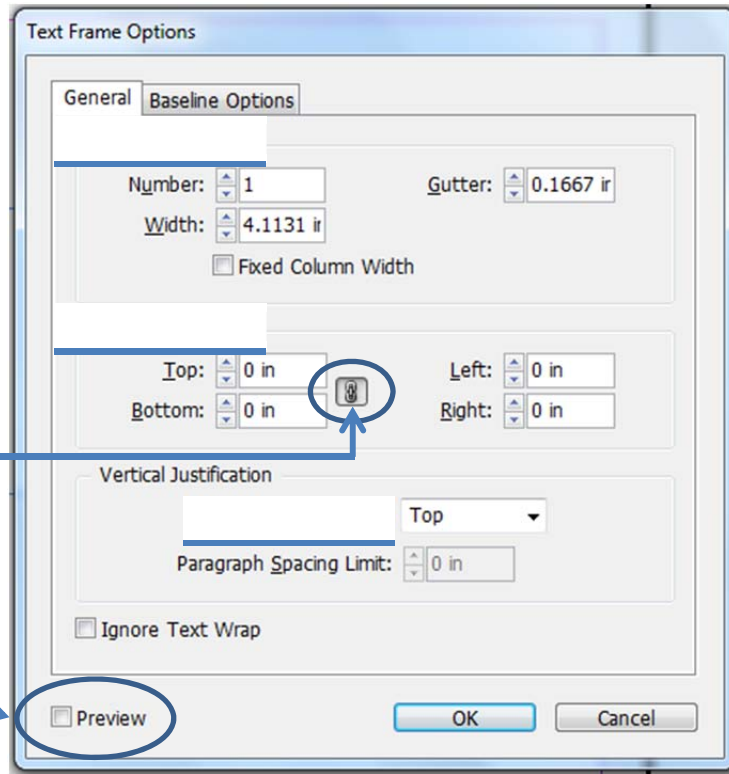 Text Frame Options
General Baseline Options
Number: 1 Gutter: 0.1667 ir
Width: 4.1131 ir
Fixed Column Width
Top: 0 in Left: 0 in
Bottom: 0 in Right: 0 in
Vertical Justification
Top
Paragraph Spacing Limit: 0 in
Ignore Text Wrap
Preview OK Cancel